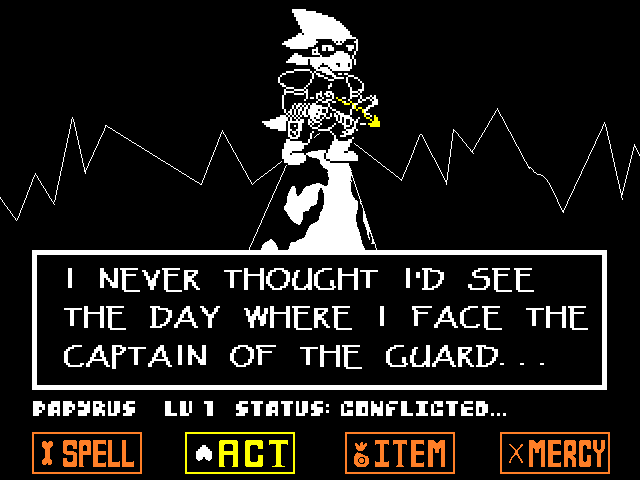 I NEVER THOUGHT I'D SEE
THE DAY WHERE I FACE THE
CAPTAIN OF THE GUARD...
PAPYRUS LV 1 STATUS: CONFLICTED...
SPELL ACT ITEM MERCY